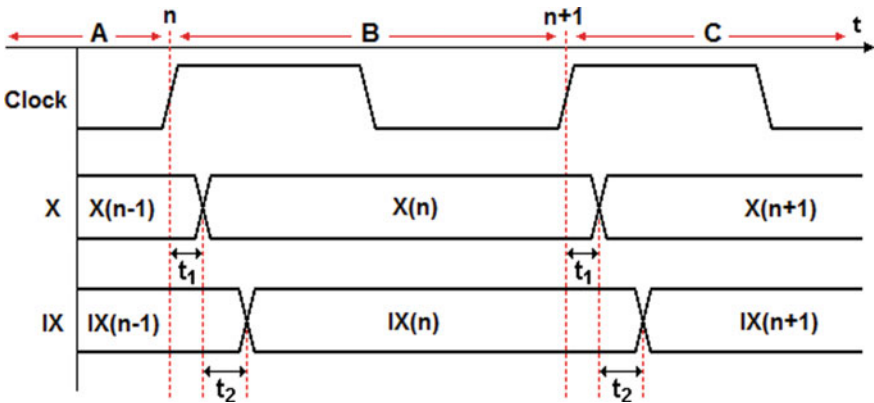 n n+1
A B C t
Clock
X X(n-1) X(n) X(n+1)
t1 t1
IX IX(n-1) IX(n) IX(n+1)
t2 t2